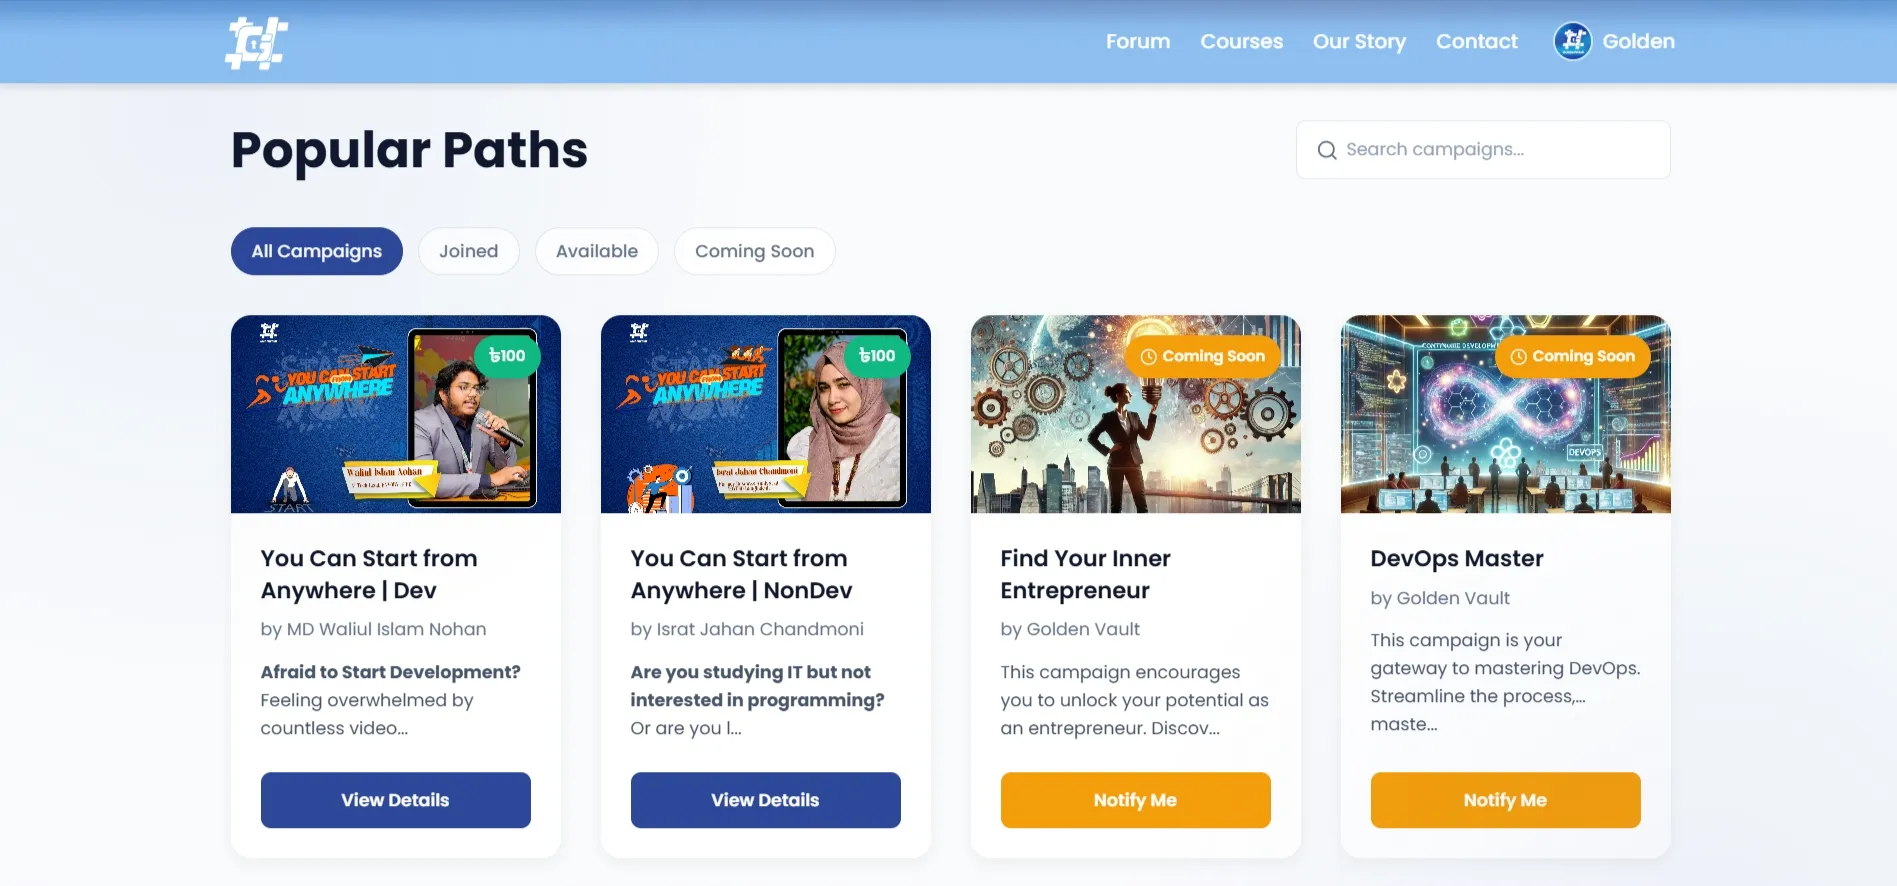 Forum
Courses
Our Story
Contact
Golden
Popular Paths
Search campaigns...
All Campaigns
Joined
Available
Coming Soon
৳100
YOU CAN START
FROM
ANYWHERE
Waliul Islam Nohan
START
You Can Start from
Anywhere | Dev
by MD Waliul Islam Nohan
Afraid to Start Development?
Feeling overwhelmed by
countless video...
View Details
৳100
YOU CAN START
FROM
ANYWHERE
Israt Jahan Chandmoni
You Can Start from
Anywhere | NonDev
by Israt Jahan Chandmoni
Are you studying IT but not
interested in programming?
Or are you l...
View Details
Coming Soon
Find Your Inner
Entrepreneur
by Golden Vault
This campaign encourages
you to unlock your potential as
an entrepreneur. Discov...
Notify Me
Coming Soon
DEVOPS
DevOps Master
by Golden Vault
This campaign is your
gateway to mastering DevOps.
Streamline the process,...
maste...
Notify Me